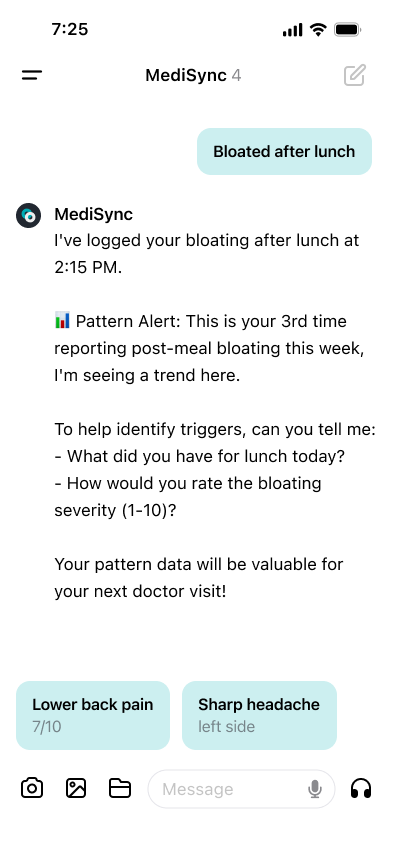 7:25
MediSync 4
Bloated after lunch
MediSync
I've logged your bloating after lunch at
2:15 PM.
📊 Pattern Alert: This is your 3rd time
reporting post-meal bloating this week,
I'm seeing a trend here.
To help identify triggers, can you tell me:
- What did you have for lunch today?
- How would you rate the bloating
severity (1-10)?
Your pattern data will be valuable for
your next doctor visit!
Lower back pain
7/10
Sharp headache
left side
Message